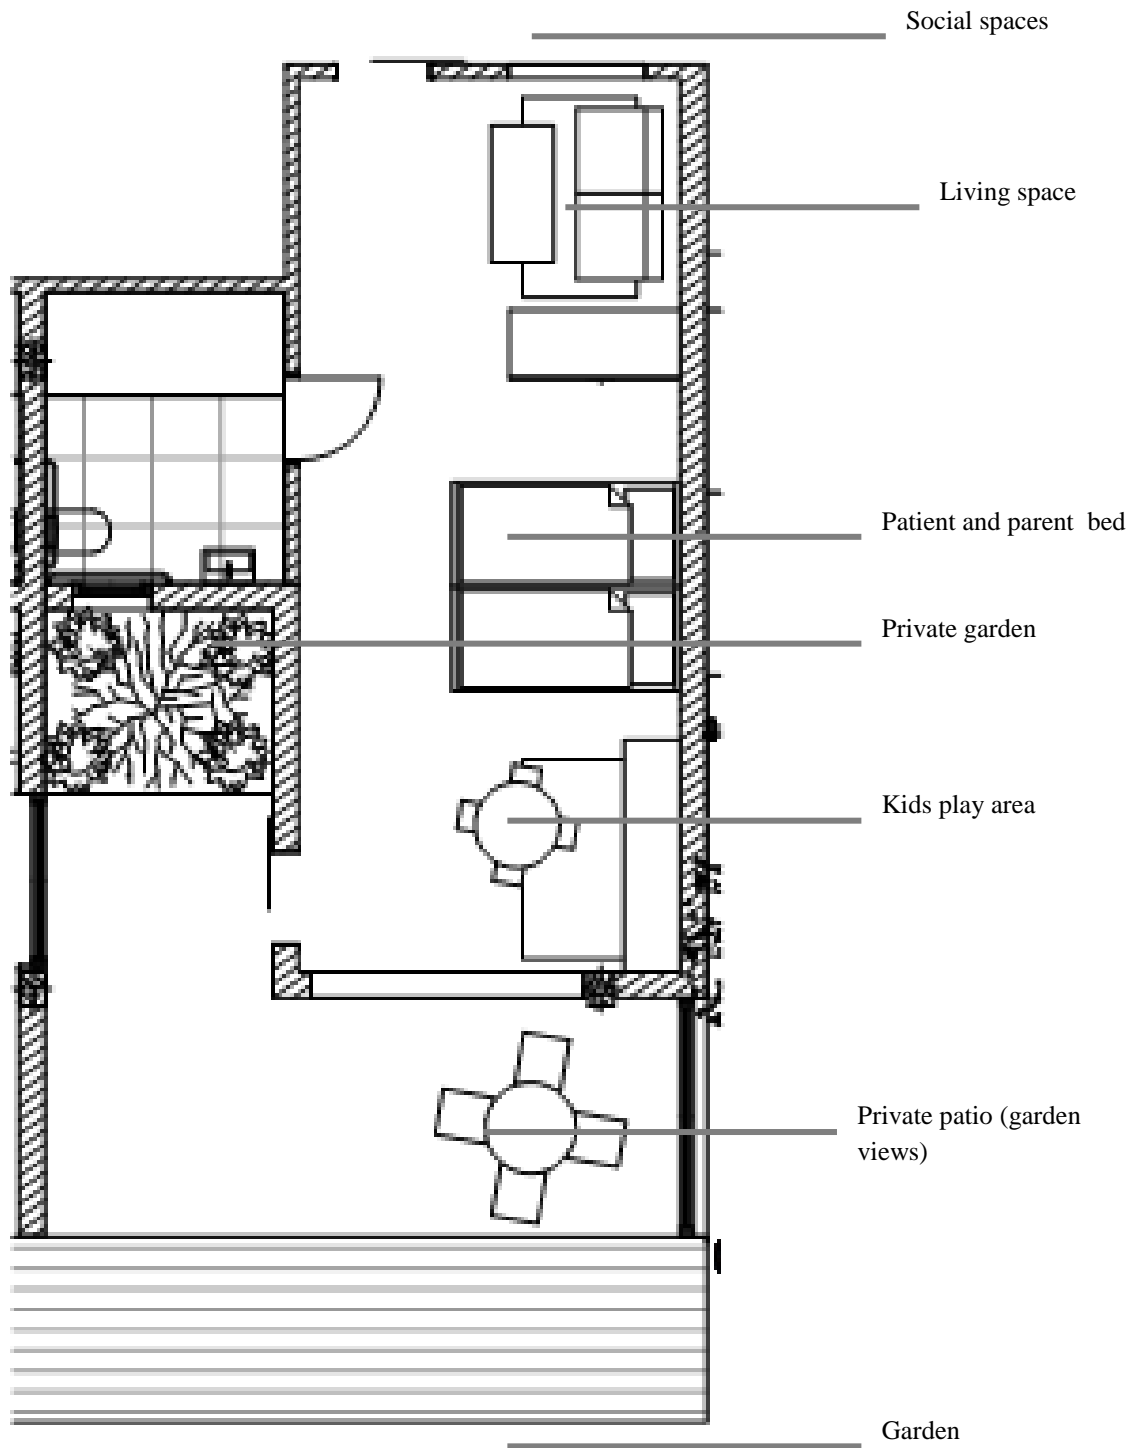 Social spaces
Living space
Patient and parent  bed
Private garden
Kids play area
Private patio (garden
views)
Garden